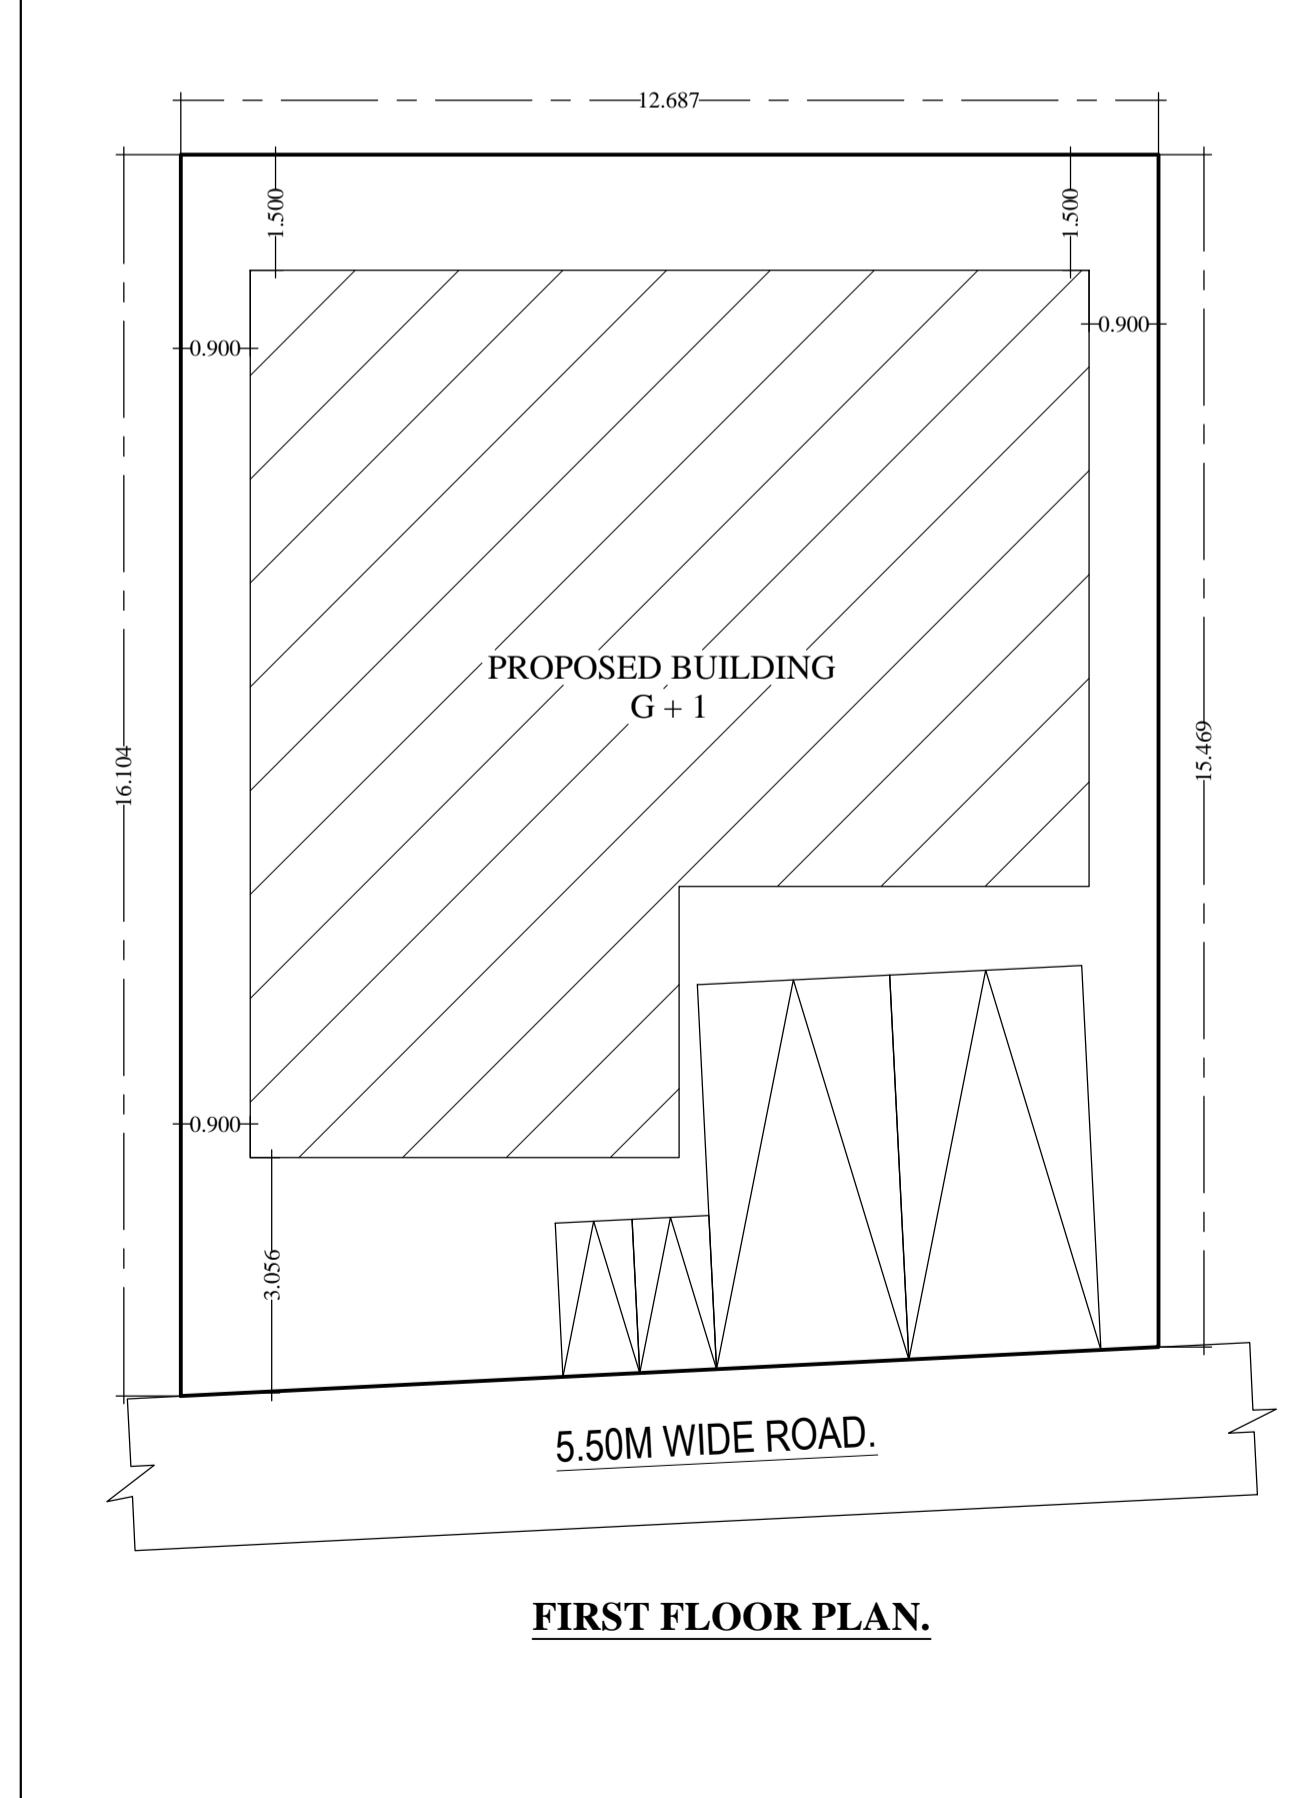 12.687
1.500
1.500
0.900
0.900
PROPOSED BUILDING
G + 1
16.104
15.469
0.900
3.056
5.50M WIDE ROAD.
FIRST FLOOR PLAN.